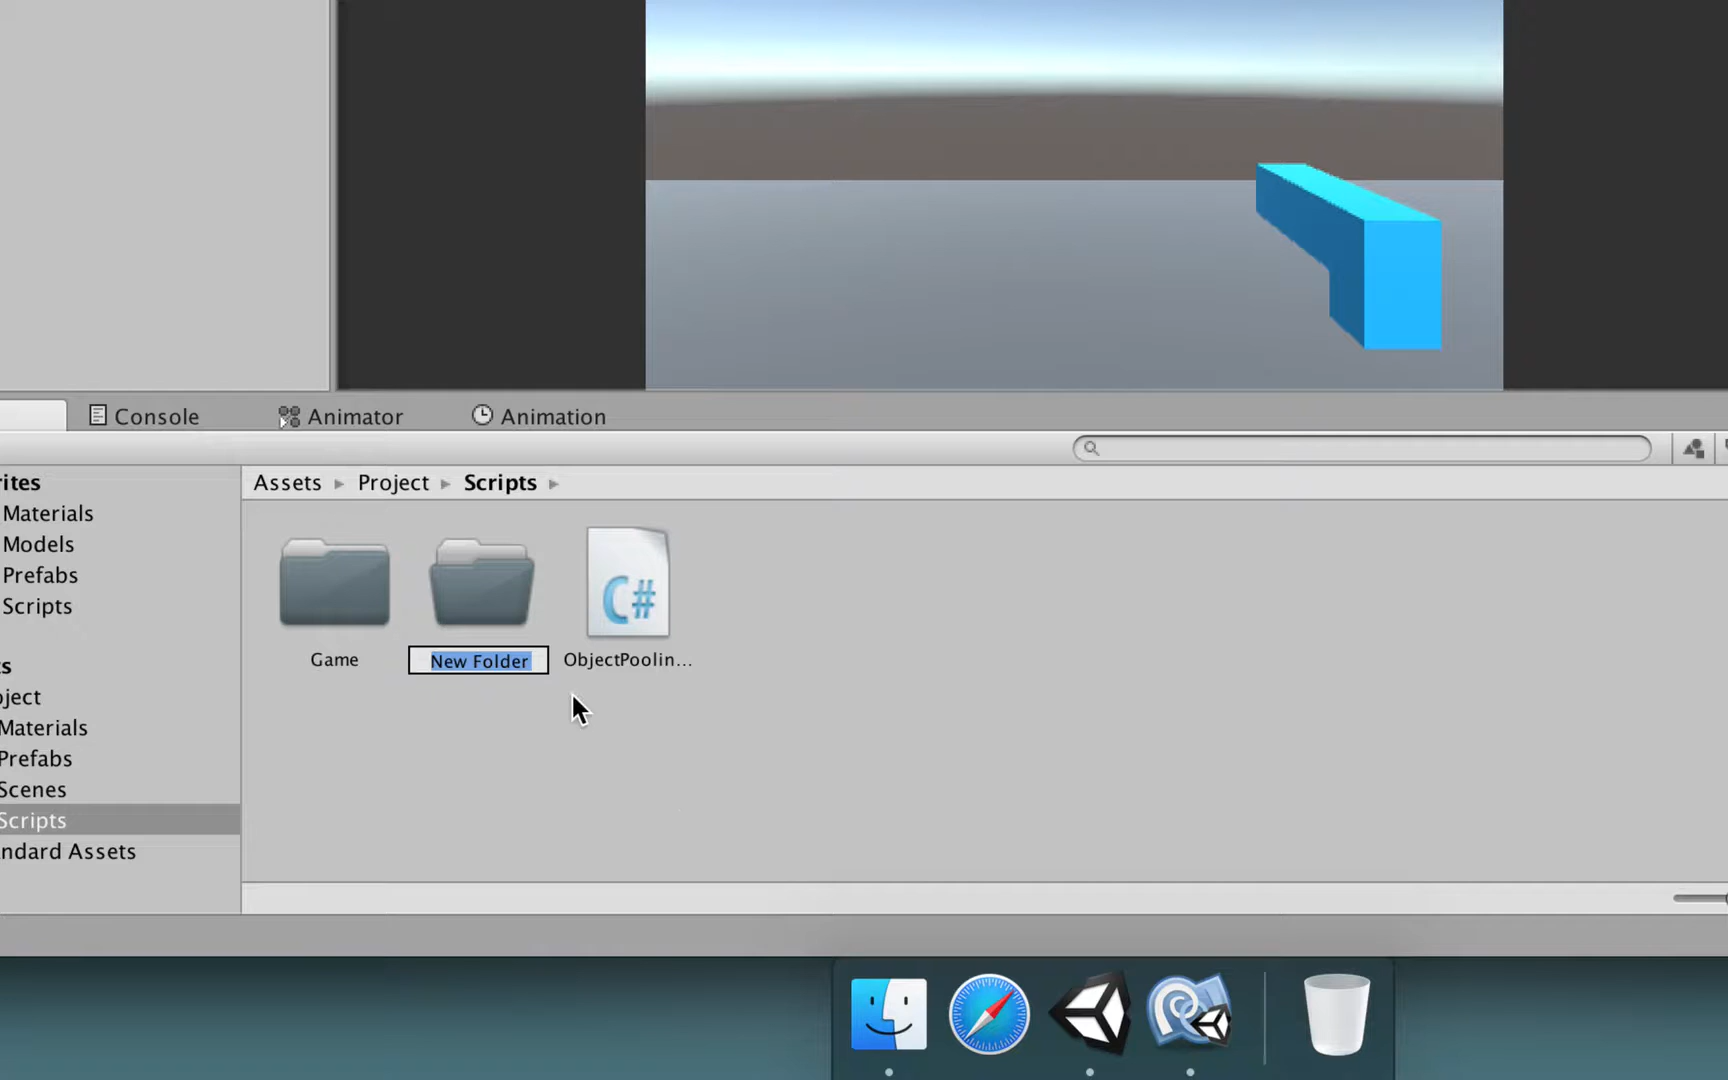 Console
Animator
Animation
rites
Materials
Models
Prefabs
Scripts
ts
oject
Materials
Prefabs
Scenes
Scripts
ndard Assets
Assets Project Scripts
Game
New Folder
C#
ObjectPoolin...